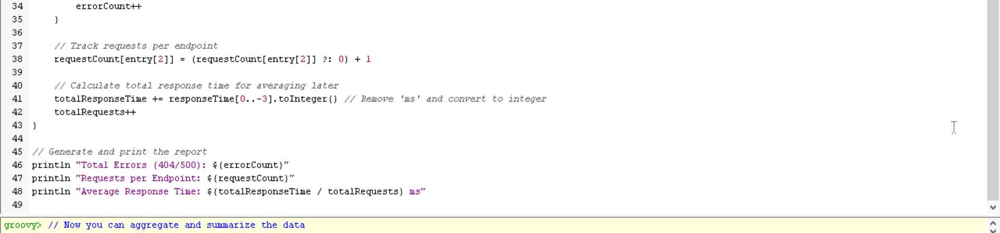 34 errorCount++
35 }
36
37 // Track requests per endpoint
38 requestCount[entry[2]] = (requestCount[entry[2]] ?: 0) + 1
39
40 // Calculate total response time for averaging later
41 totalResponseTime += responseTime[0..-3].toInteger() // Remove 'ms' and convert to integer
42 totalRequests++
43 }
44
45 // Generate and print the report
46 println "Total Errors (404/500): ${errorCount}"
47 println "Requests per Endpoint: ${requestCount}"
48 println "Average Response Time: ${totalResponseTime / totalRequests} ms"
49
groovy> // Now you can aggregate and summarize the data